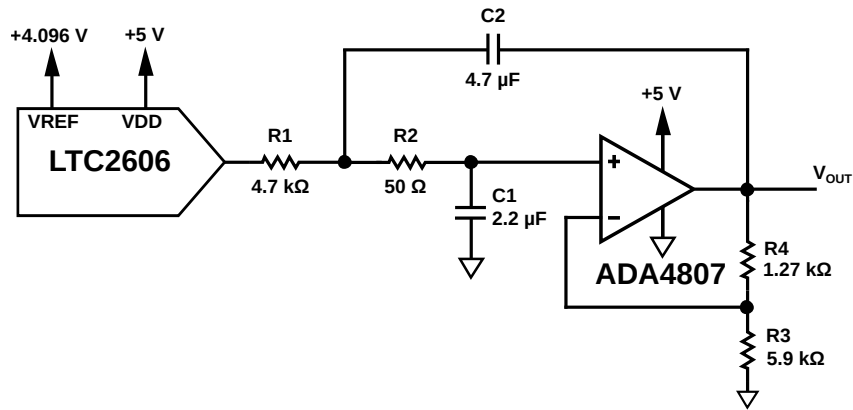 C2
4.7 µF
+4.096 V
+5 V
VREF
VDD
LTC2606
R1
4.7 kΩ
R2
50 Ω
C1
2.2 µF
+5 V
+
−
ADA4807
VOUT
R4
1.27 kΩ
R3
5.9 kΩ